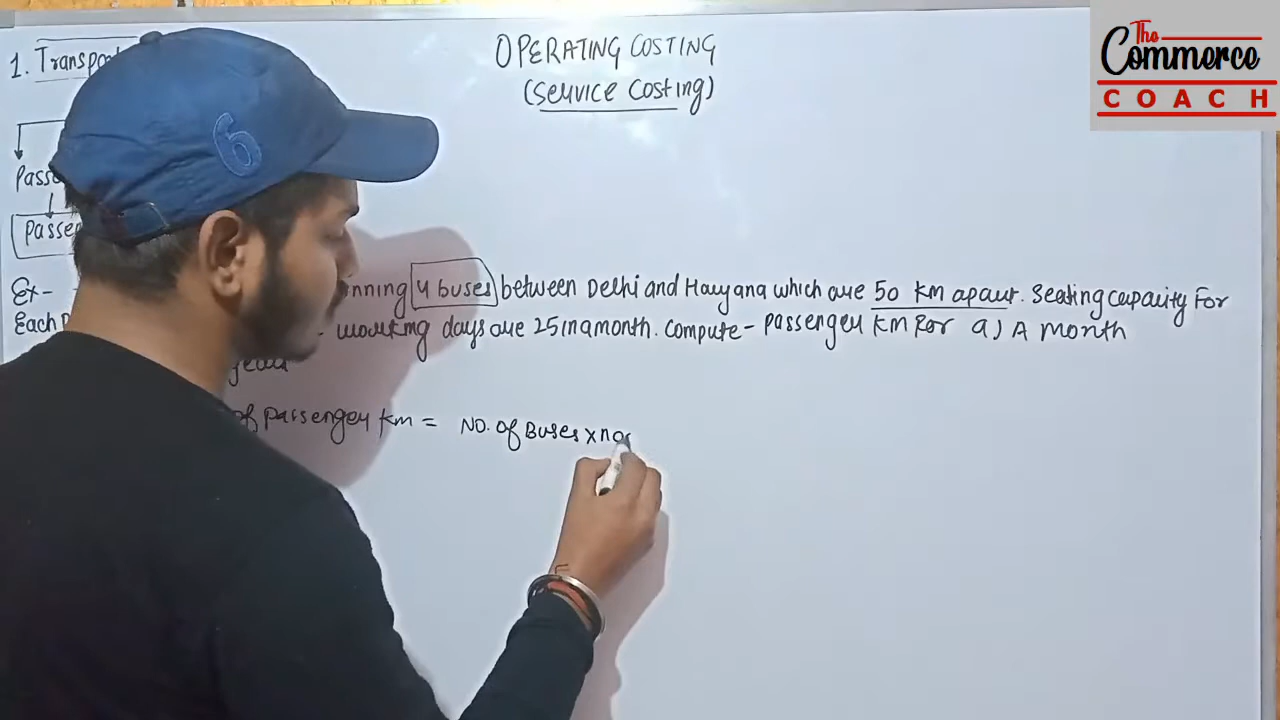 The
Commerce
COACH
OPERATING COSTING
(Service Costing)
1. Transpo
Passe
Passen
Ex- nning 4 buses between Delhi and Haryana which are 50 km apart. Seating capacity For
Each working days are 25 in a month. Compute - Passenger km For a) A month
year
of Passenger km = NO. of Buses x no